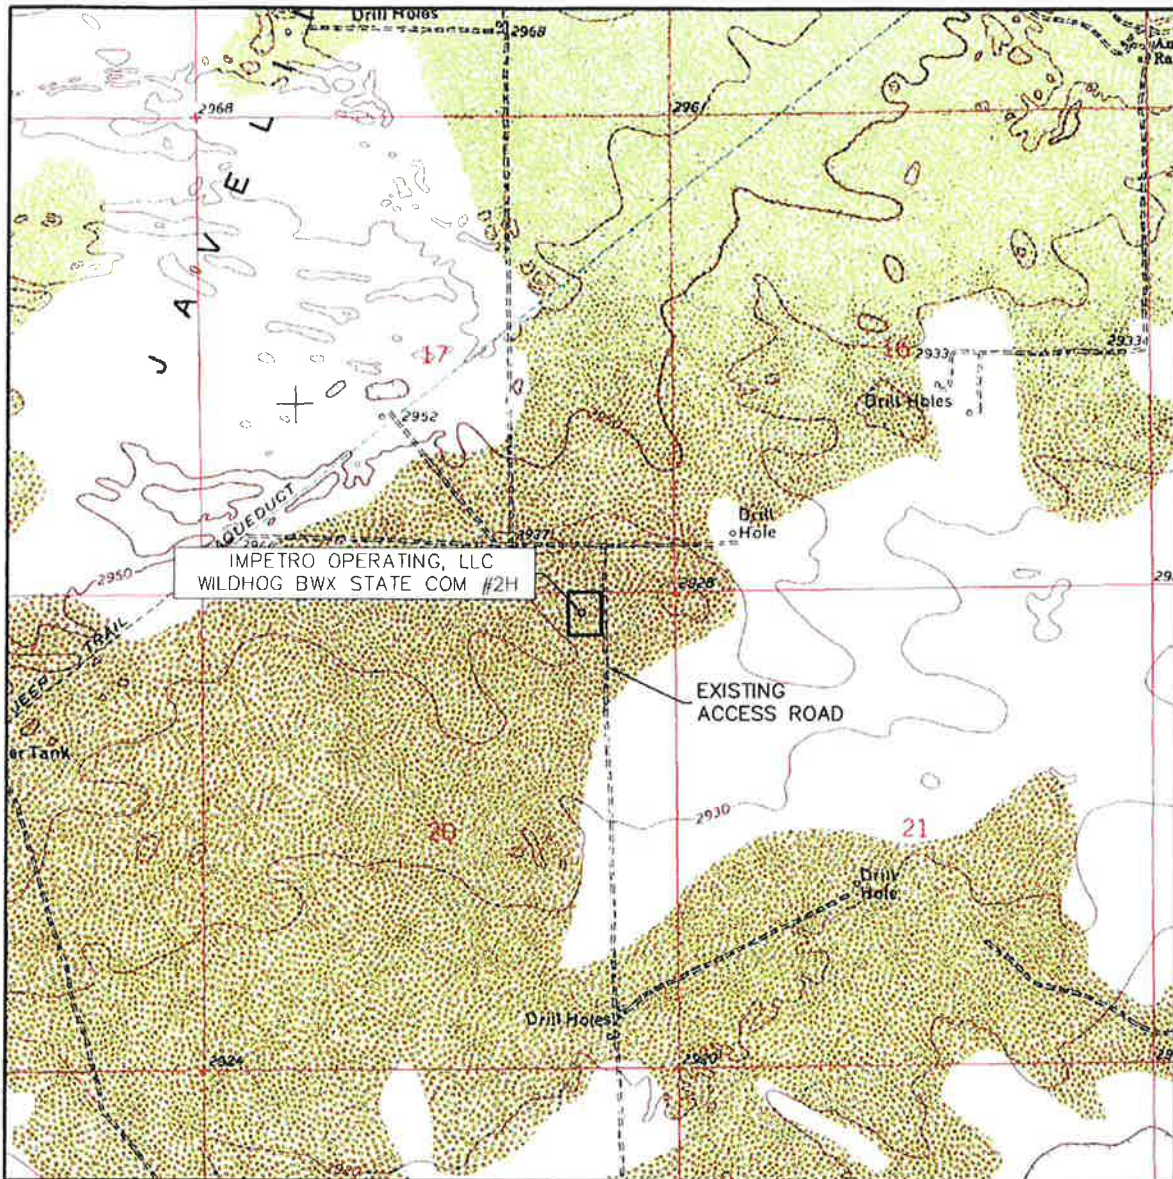 Drill Holes
2968
2968
2961
J A V E L I
17
16
2933
2933
Drill Holes
2952
2950
AQUEDUCT
2937
Drill
Hole
IMPETRO OPERATING, LLC
WILDHOG BWX STATE COM #2H
2950
2928
JEEP TRAIL
EXISTING
ACCESS ROAD
er Tank
2930
20
21
Drill
Hole
Drill Holes
2924
2920